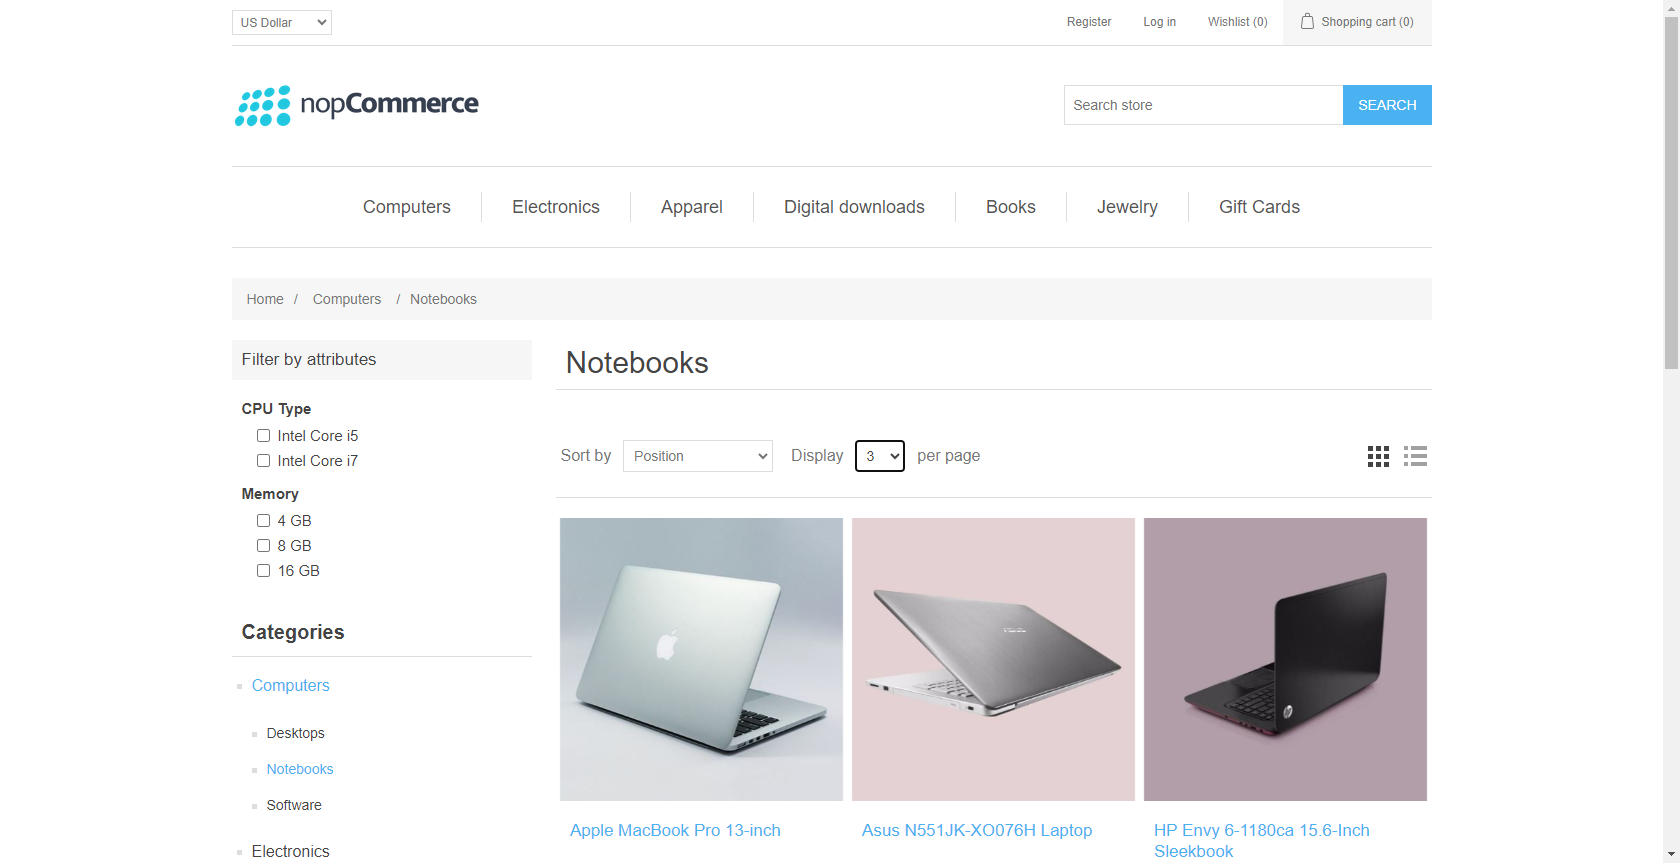 US Dollar
Register
Log in
Wishlist (0)
Shopping cart (0)
nopCommerce
Search store
SEARCH
Computers
Electronics
Apparel
Digital downloads
Books
Jewelry
Gift Cards
Home / Computers / Notebooks
Filter by attributes
CPU Type
Intel Core i5
Intel Core i7
Memory
4 GB
8 GB
16 GB
Categories
Computers
Desktops
Notebooks
Software
Electronics
Notebooks
Sort by Position Display 3 per page
Apple MacBook Pro 13-inch
Asus N551JK-XO076H Laptop
HP Envy 6-1180ca 15.6-Inch
Sleekbook